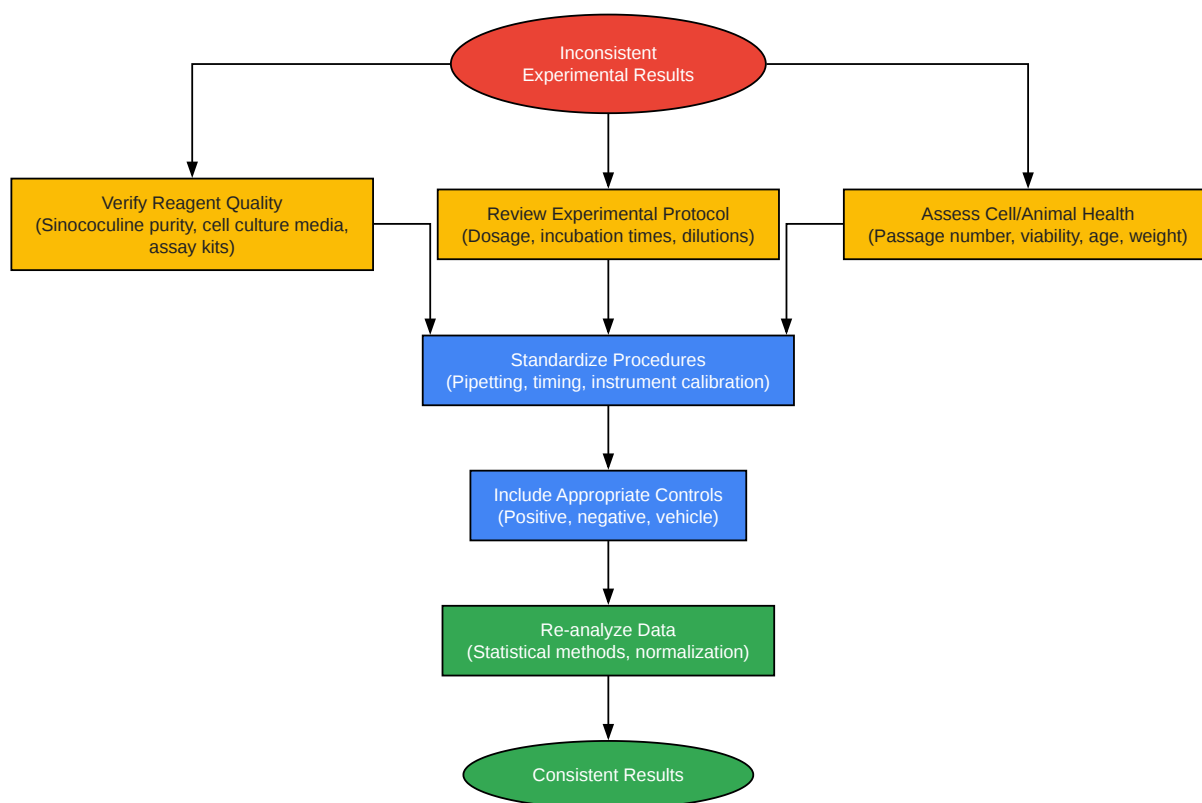 Inconsistent
Experimental Results
Verify Reagent Quality
(Sinococuline purity, cell culture media,
assay kits)
Review Experimental Protocol
(Dosage, incubation times, dilutions)
Assess Cell/Animal Health
(Passage number, viability, age, weight)
Standardize Procedures
(Pipetting, timing, instrument calibration)
Include Appropriate Controls
(Positive, negative, vehicle)
Re-analyze Data
(Statistical methods, normalization)
Consistent Results